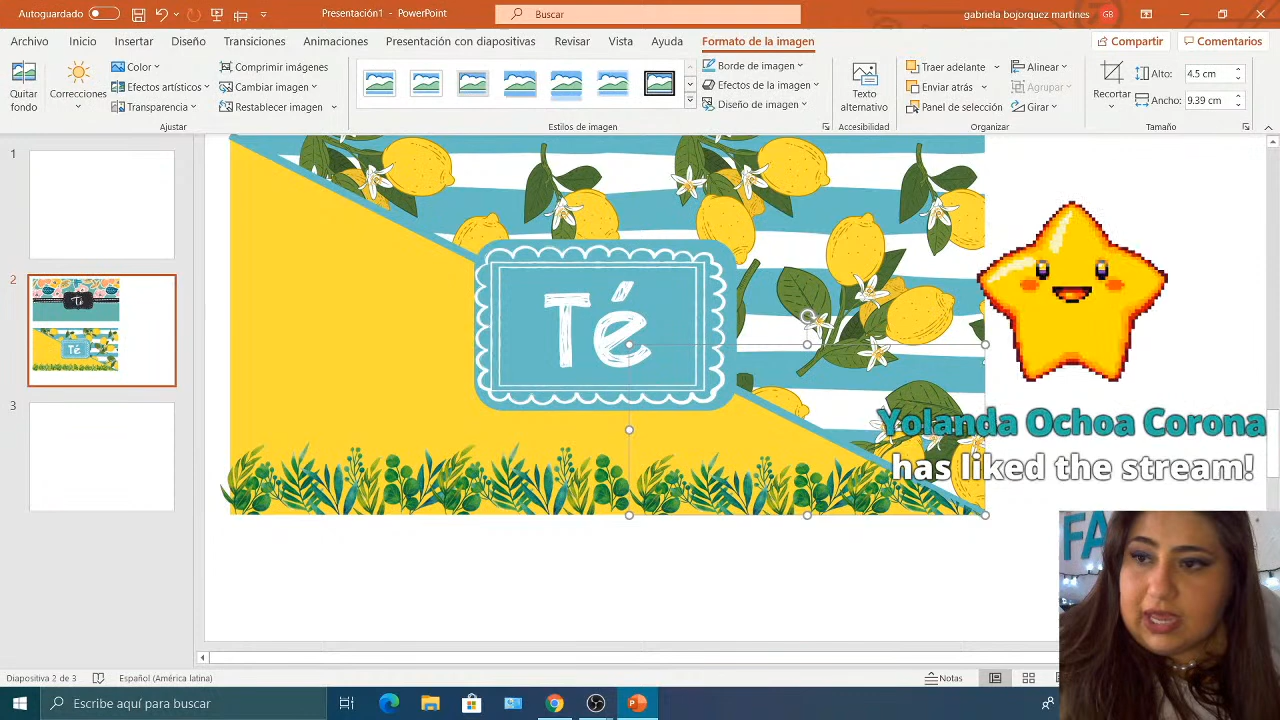 Autoguardado
Presentación1 - PowerPoint
Buscar
gabriela bojorquez martines
GB
Archivo
Inicio
Insertar
Diseño
Transiciones
Animaciones
Presentación con diapositivas
Revisar
Vista
Ayuda
Formato de la imagen
Compartir
Comentarios
Quitar fondo
Correcciones
Color
Efectos artísticos
Transparencia
Comprimir imágenes
Cambiar imagen
Restablecer imagen
Ajustar
Estilos de imagen
Borde de imagen
Efectos de la imagen
Diseño de imagen
Texto alternativo
Accesibilidad
Traer adelante
Enviar atrás
Panel de selección
Alinear
Agrupar
Girar
Organizar
Recortar
Alto:
4.5 cm
Ancho:
9.39 cm
Tamaño
1
2
Té
Té
3
Té
Yolanda Ochoa Corona
has liked the stream!
FA
Diapositiva 2 de 3
Español (América latina)
Notas
Escribe aquí para buscar